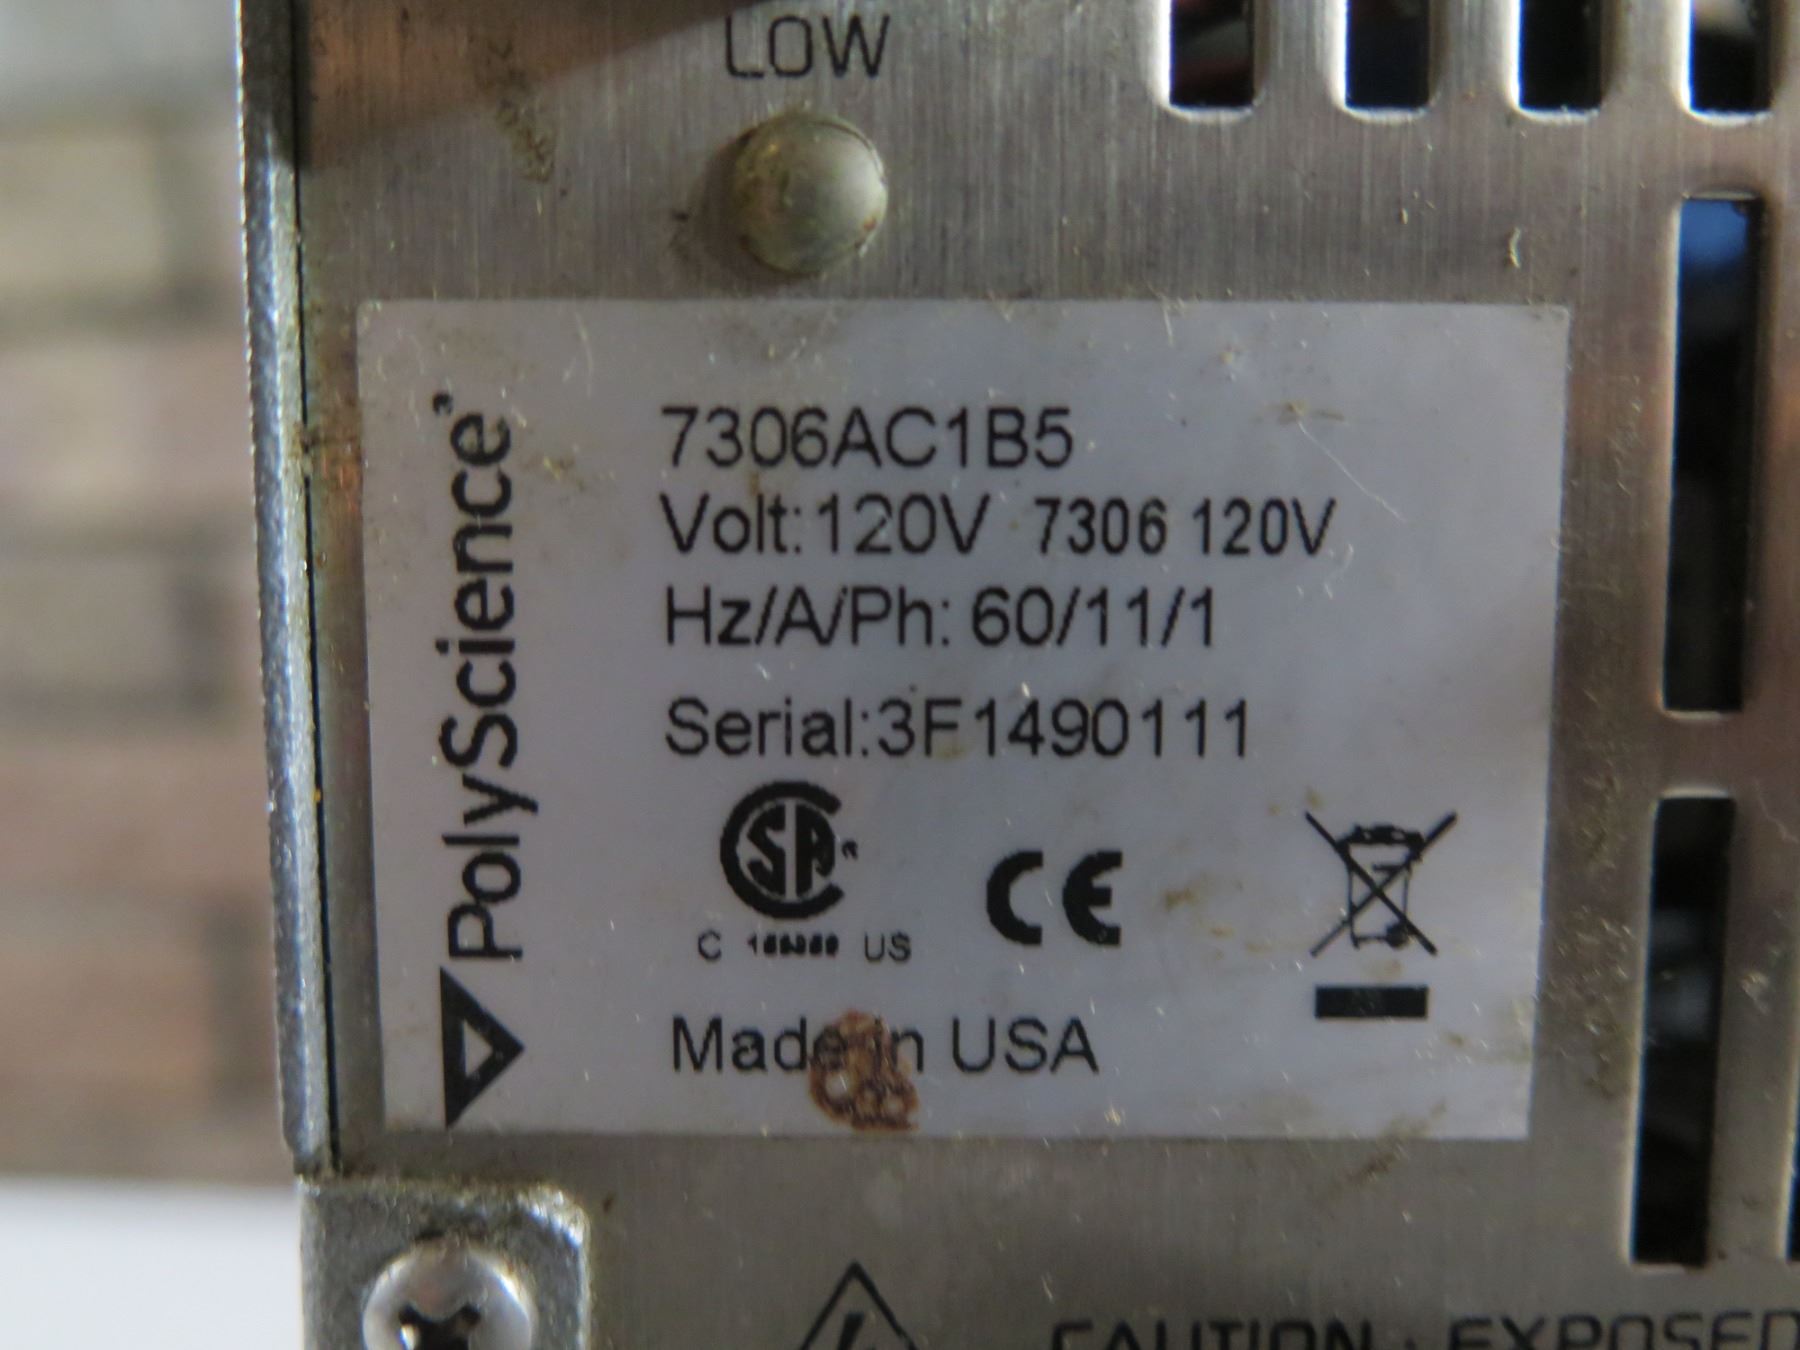 LOW
PolyScience
7306AC1B5
Volt:120V 7306 120V
Hz/A/Ph: 60/11/1
Serial:3F1490111
C US
CE
Made in USA
CAUTION: EXPOSED